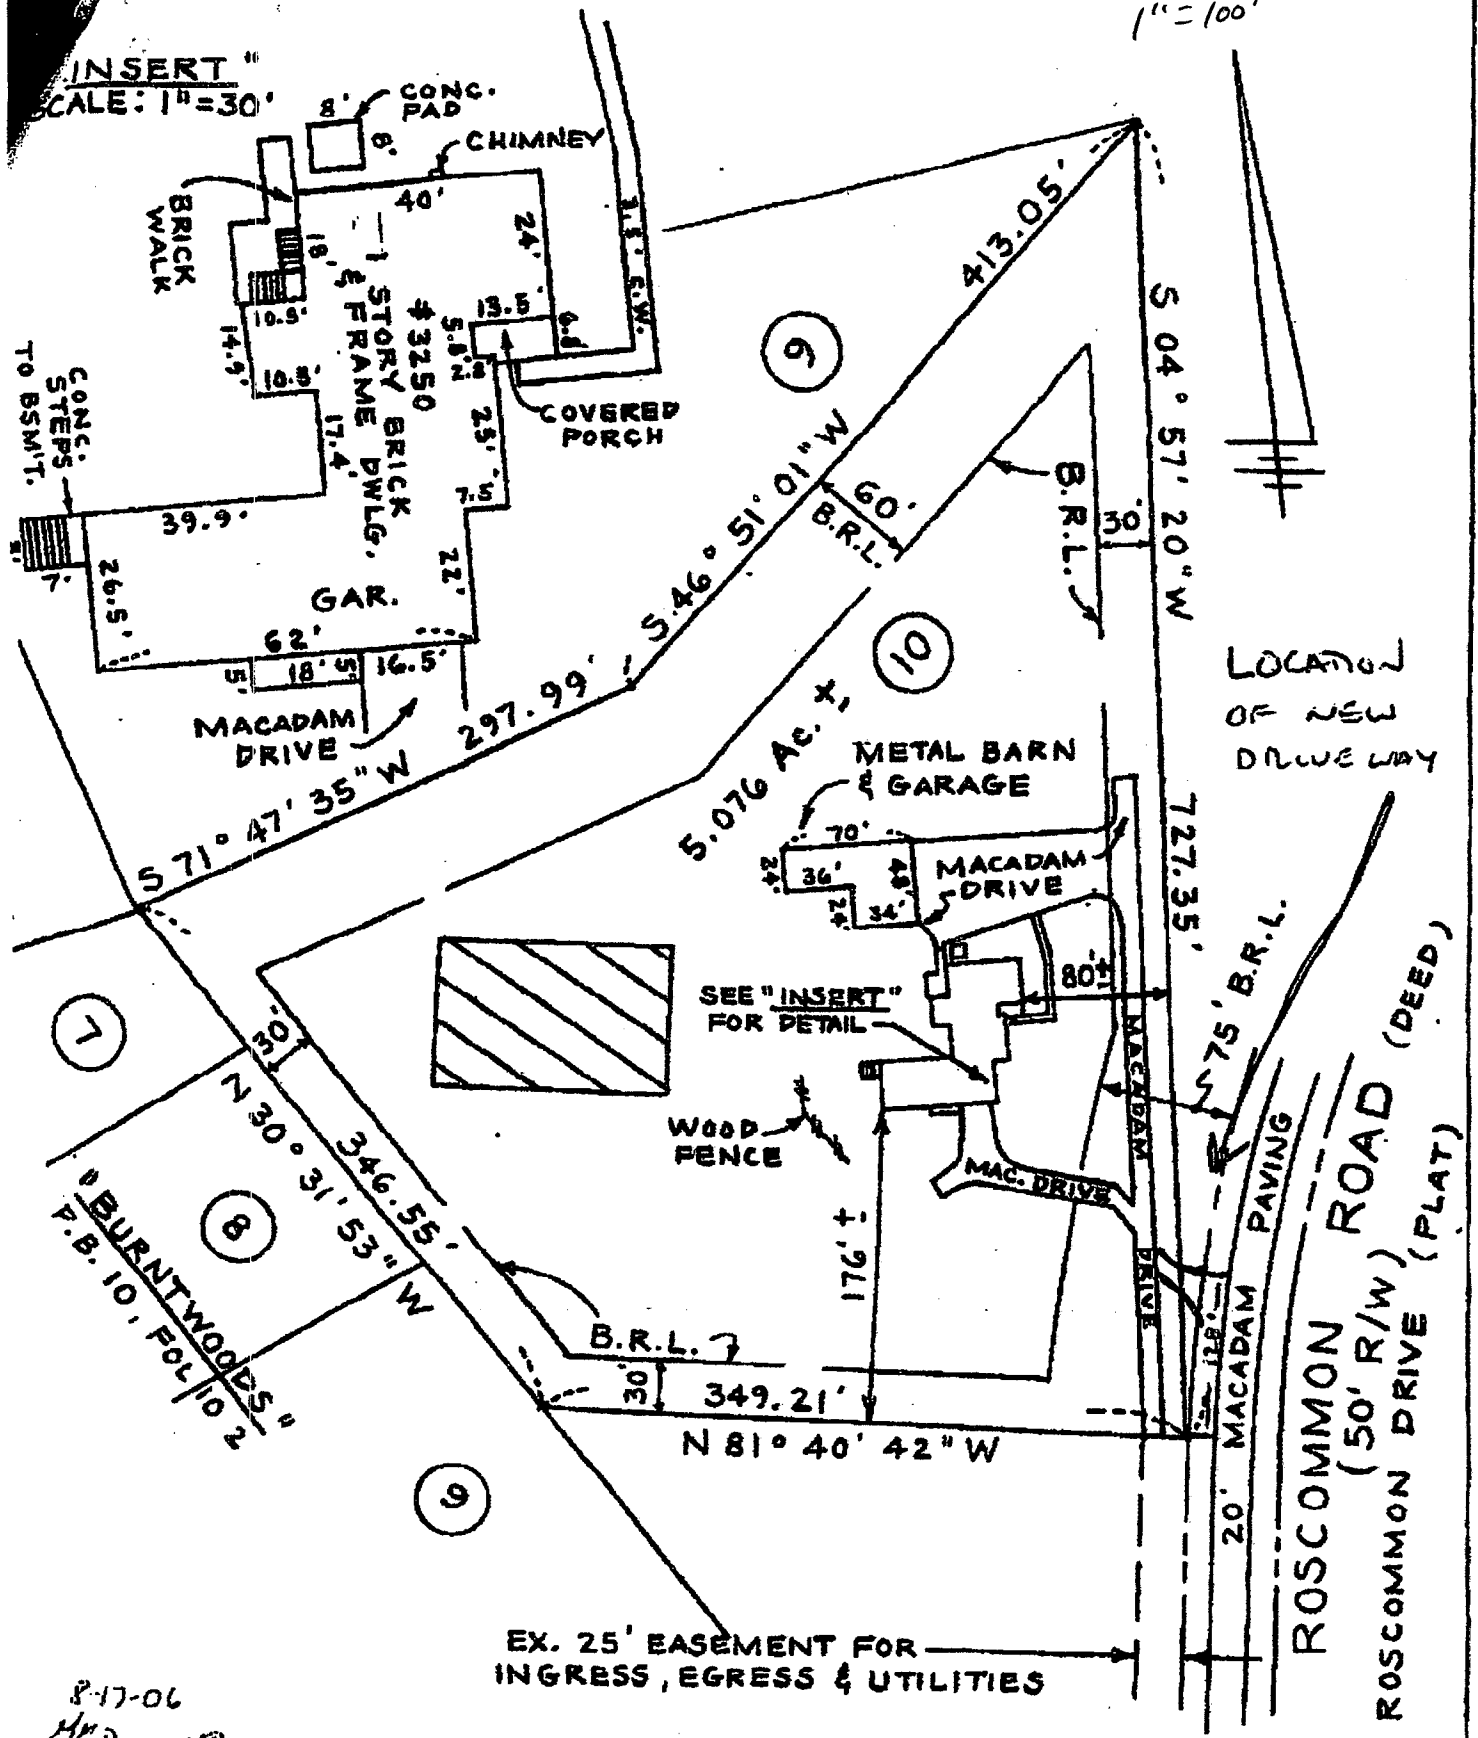 1"=100'
"INSERT"
SCALE: 1"=30'
8'
8'
CONC.
PAD
CHIMNEY
40'
BRICK
WALK
18'
24'
3.5' C.W.
1 STORY BRICK
& FRAME DWLG.
#3250
13.5'
5.8'
6.8'
2.8'
10.5'
14.9'
10.8'
17.4'
COVERED
PORCH
25'
7.5'
22'
CONC.
STEPS
TO BSM'T.
39.9'
7'
26.5'
GAR.
62'
5'
18'
5'
16.5'
MACADAM
DRIVE
413.05'
S 46° 51' 01" W
S 04° 57' 20" W
727.35'
9
60'
B.R.L.
B.R.L.
30'
10
5.076 Ac. ±
297.99'
S 71° 47' 35" W
LOCATION
OF NEW
DRIVEWAY
METAL BARN
& GARAGE
70'
24'
36'
48'
24'
34'
MACADAM
DRIVE
80'±
SEE "INSERT"
FOR DETAIL
75' B.R.L.
MACADAM
DRIVE
WOOD
FENCE
MAC. DRIVE
176' ±
7
30'
N 30° 31' 53" W
346.55'
8
"BURNTWOODS"
P.B. 10, FOL 102
B.R.L.
30'
349.21'
N 81° 40' 42" W
9
12.8'
20' MACADAM PAVING
ROSCOMMON ROAD (DEED)
(50' R/W)
ROSCOMMON DRIVE (PLAT)
EX. 25' EASEMENT FOR
INGRESS, EGRESS & UTILITIES
8-17-06